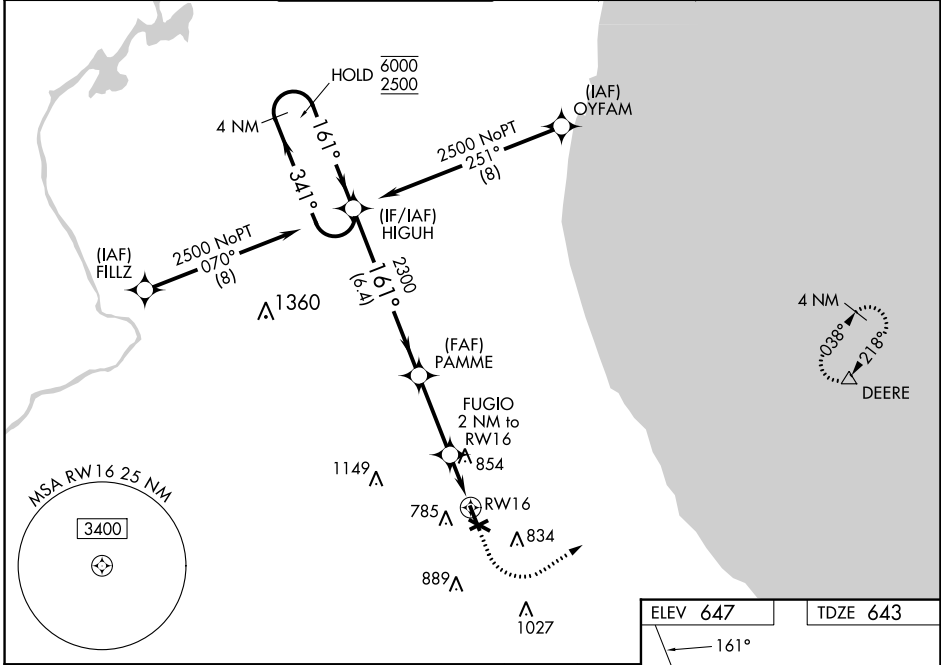 HOLD 6000
2500
4 NM
161°
341°
(IAF)
OYFAM
2500 NoPT
251°
(8)
(IF/IAF)
HIGUH
(IAF)
FILLZ
2500 NoPT
070°
(8)
2300
161°
(6.4)
1360
(FAF)
PAMME
4 NM
038°
218°
DEERE
FUGIO
2 NM to
RW16
854
1149
785
RW16
834
889
1027
MSA RW16 25 NM
3400
ELEV 647
TDZE 643
161°